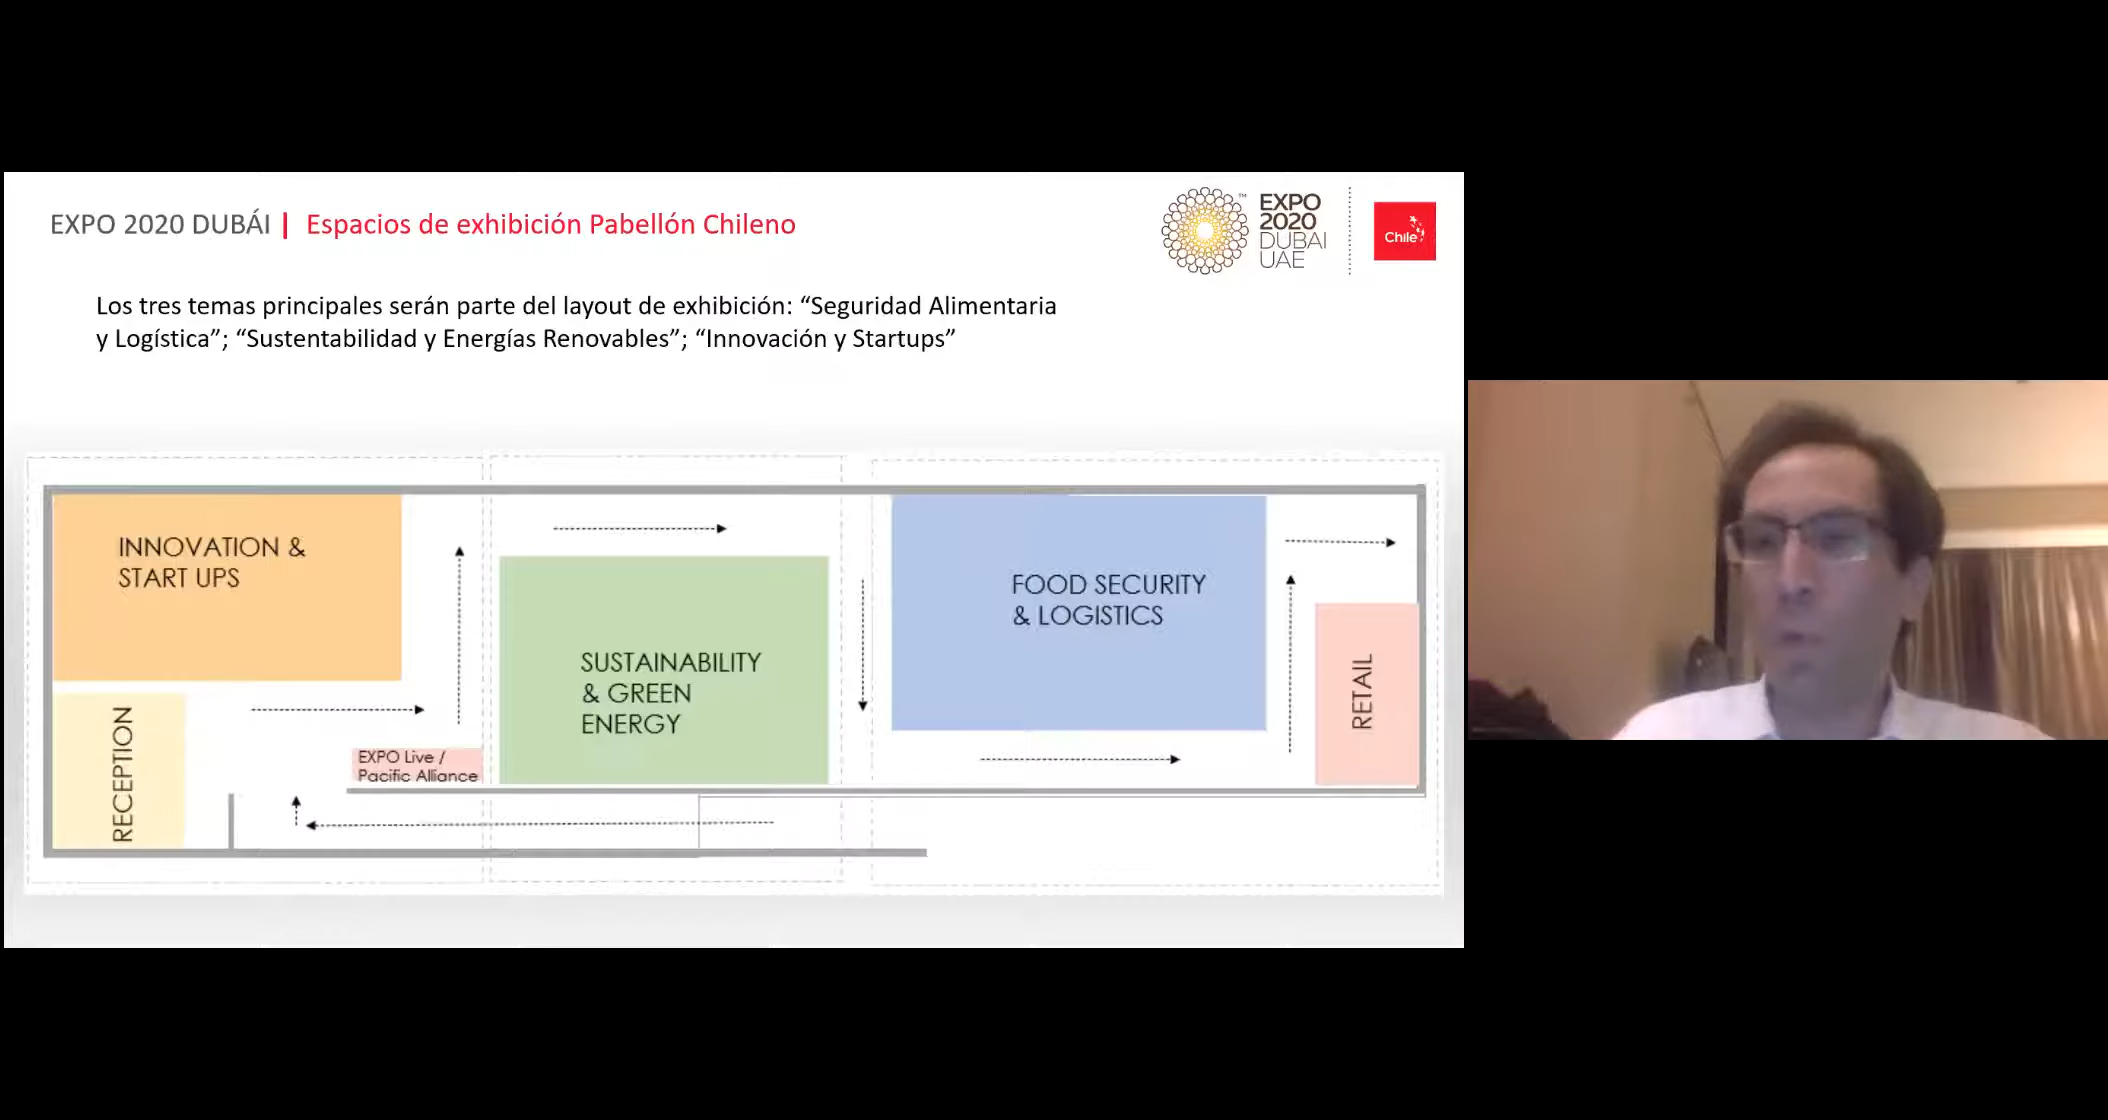 EXPO 2020 DUBÁI | Espacios de exhibición Pabellón Chileno
EXPO
2020
DUBAI
UAE
™
Chile
Los tres temas principales serán parte del layout de exhibición: “Seguridad Alimentaria
y Logística”; “Sustentabilidad y Energías Renovables”; “Innovación y Startups”
INNOVATION &
START UPS
RECEPTION
EXPO Live /
Pacific Alliance
SUSTAINABILITY
& GREEN
ENERGY
FOOD SECURITY
& LOGISTICS
RETAIL